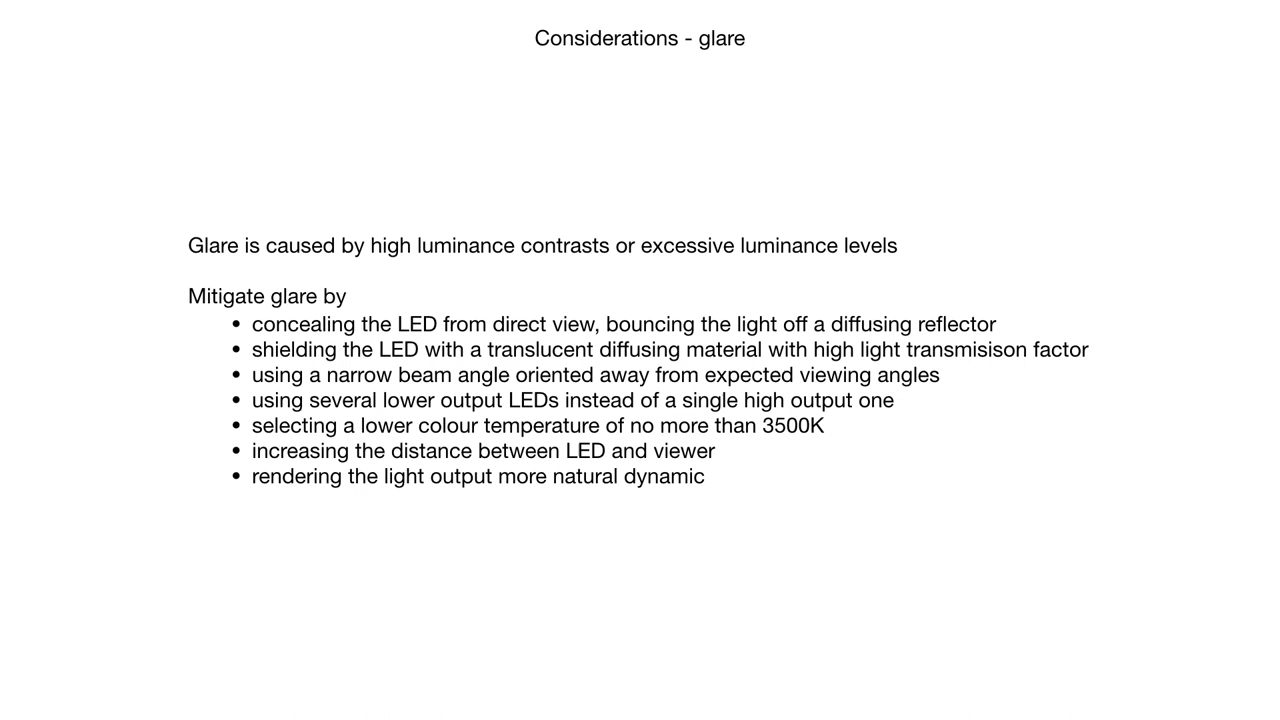 Considerations - glare
Glare is caused by high luminance contrasts or excessive luminance levels
Mitigate glare by
• concealing the LED from direct view, bouncing the light off a diffusing reflector
• shielding the LED with a translucent diffusing material with high light transmisison factor
• using a narrow beam angle oriented away from expected viewing angles
• using several lower output LEDs instead of a single high output one
• selecting a lower colour temperature of no more than 3500K
• increasing the distance between LED and viewer
• rendering the light output more natural dynamic